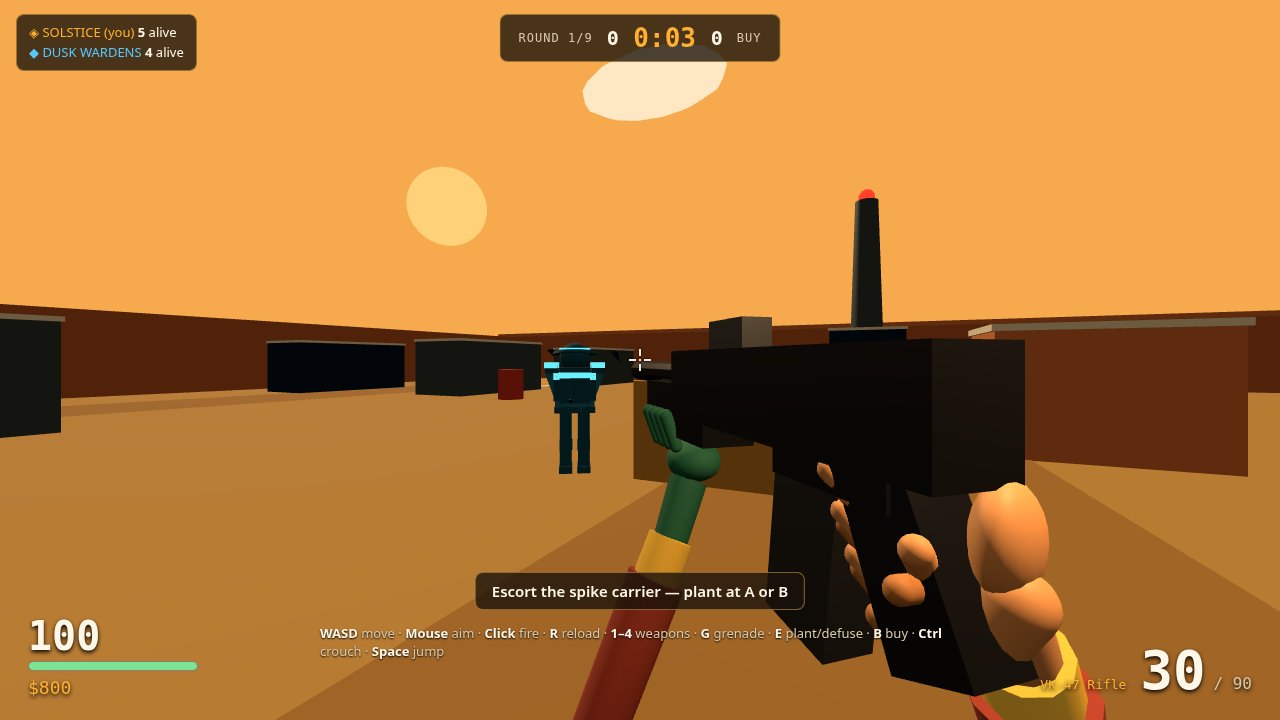 ◈ SOLSTICE (you) 5 alive
◆ DUSK WARDENS 4 alive
ROUND 1/9 0 0:03 0 BUY
Escort the spike carrier — plant at A or B
WASD move · Mouse aim · Click fire · R reload · 1–4 weapons · G grenade · E plant/defuse · B buy · Ctrl
crouch · Space jump
100
$800
VK-47 Rifle 30 / 90